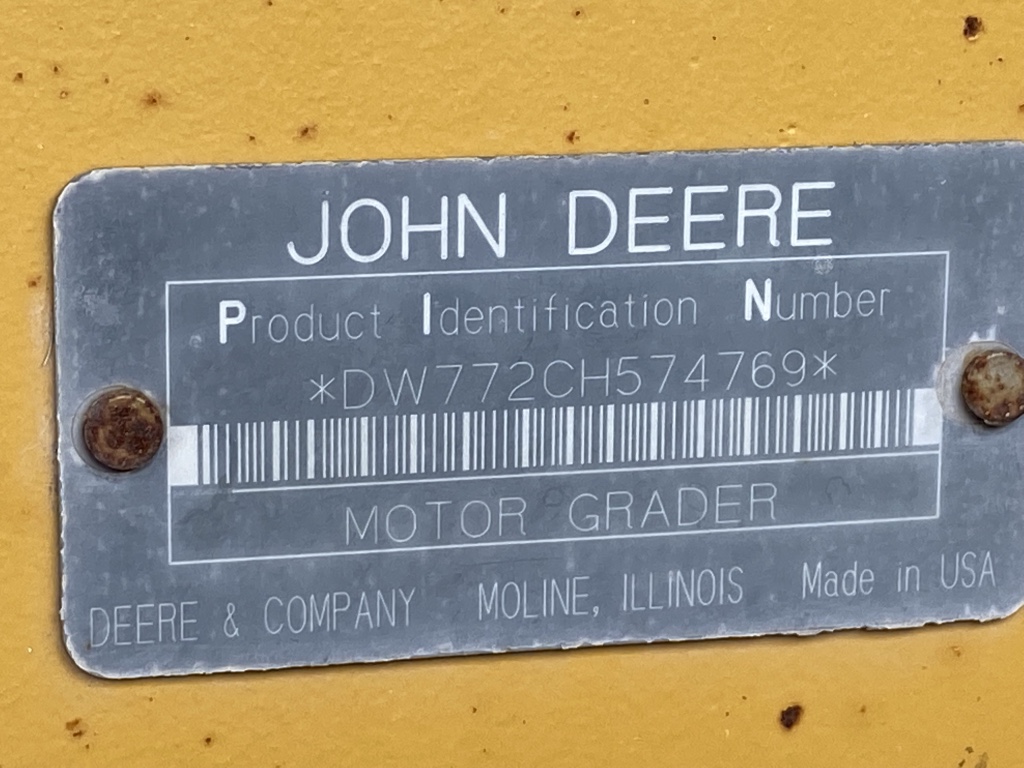 JOHN DEERE
Product Identification Number
*DW772CH574769*
MOTOR GRADER
DEERE & COMPANY MOLINE, ILLINOIS Made in USA